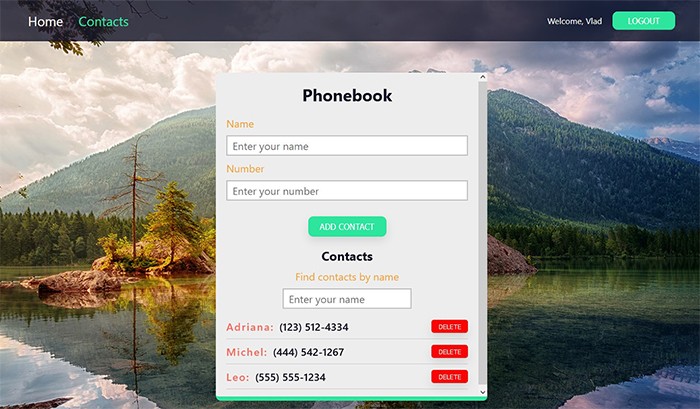 Home Contacts Welcome, Vlad LOGOUT
Phonebook
Name
Enter your name
Number
Enter your number
ADD CONTACT
Contacts
Find contacts by name
Enter your name
Adriana: (123) 512-4334 DELETE
Michel: (444) 542-1267 DELETE
Leo: (555) 555-1234 DELETE